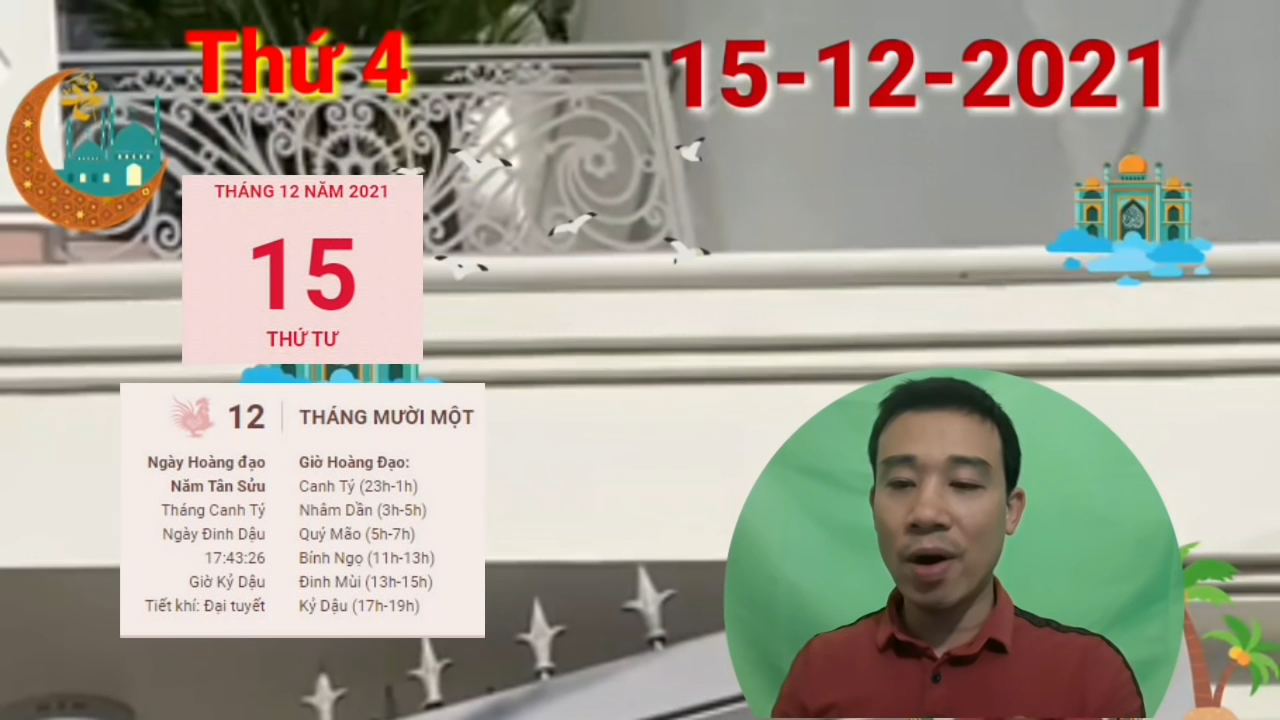 Thứ 4
15-12-2021
THÁNG 12 NĂM 2021
15
THỨ TƯ
12 THÁNG MƯỜI MỘT
Ngày Hoàng đạo
Năm Tân Sửu
Tháng Canh Tý
Ngày Đinh Dậu
17:43:26
Giờ Kỷ Dậu
Tiết khí: Đại tuyết
Giờ Hoàng Đạo:
Canh Tý (23h-1h)
Nhâm Dần (3h-5h)
Quý Mão (5h-7h)
Bính Ngọ (11h-13h)
Đinh Mùi (13h-15h)
Kỷ Dậu (17h-19h)